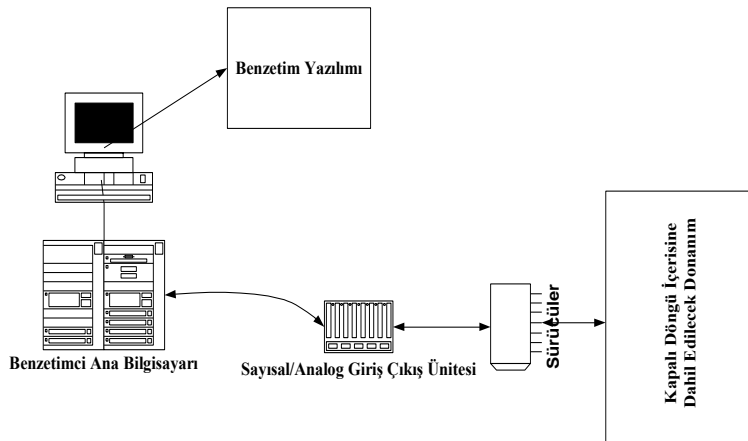 Benzetim Yazılımı
Benzetimci Ana Bilgisayarı
Sayısal/Analog Giriş Çıkış Ünitesi
Sürücüler
Kapalı Döngü İçerisine
Dahil Edilecek Donanım